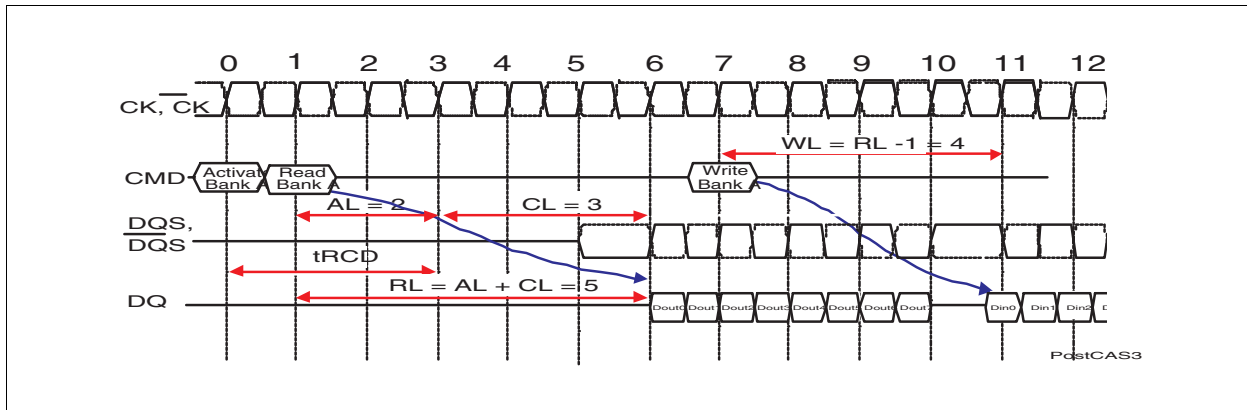 0 1 2 3 4 5 6 7 8 9 10 11 12
CK, CK
WL = RL -1 = 4
CMD
Activat
Bank A
Read
Bank A
Write
Bank A
AL = 2
CL = 3
DQS,
DQS
tRCD
RL = AL + CL = 5
DQ
Dout0 Dout Dout2 Dout3 Dout4 Dout5 Dout6 Dout Din0 Din1 Din2
PostCAS3